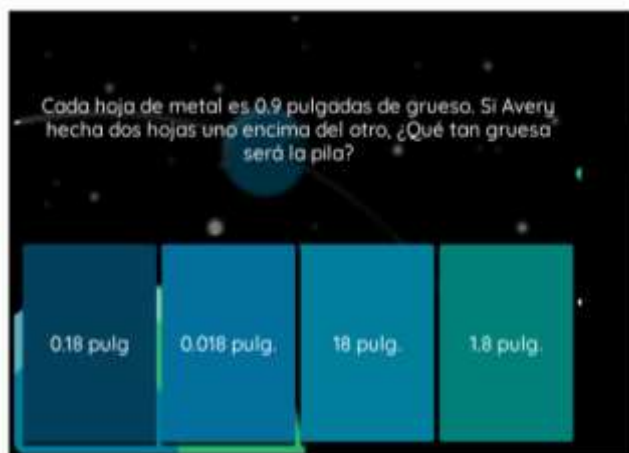 Cada hoja de metal es 0.9 pulgadas de grueso. Si Avery
hecha dos hojas uno encima del otro, ¿Qué tan gruesa
será la pila?
0.18 pulg
0.018 pulg.
18 pulg.
1.8 pulg.